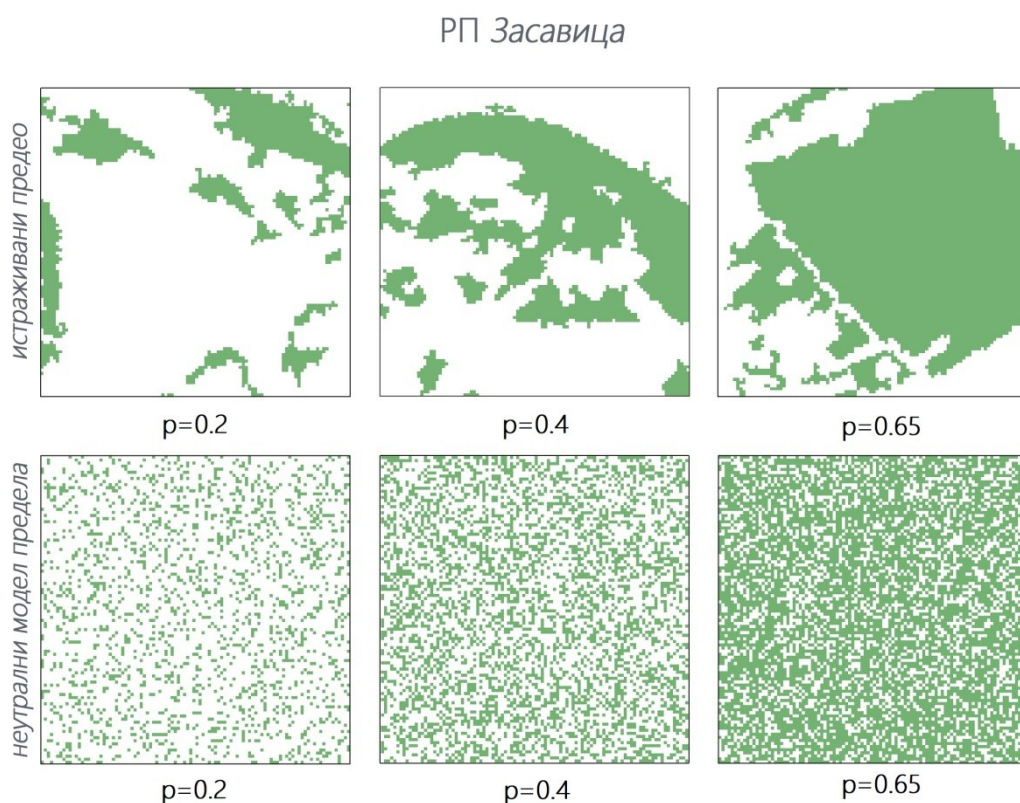 РП Засавица
истраживани предео
p=0.2
p=0.4
p=0.65
неутрални модел предела
p=0.2
p=0.4
p=0.65